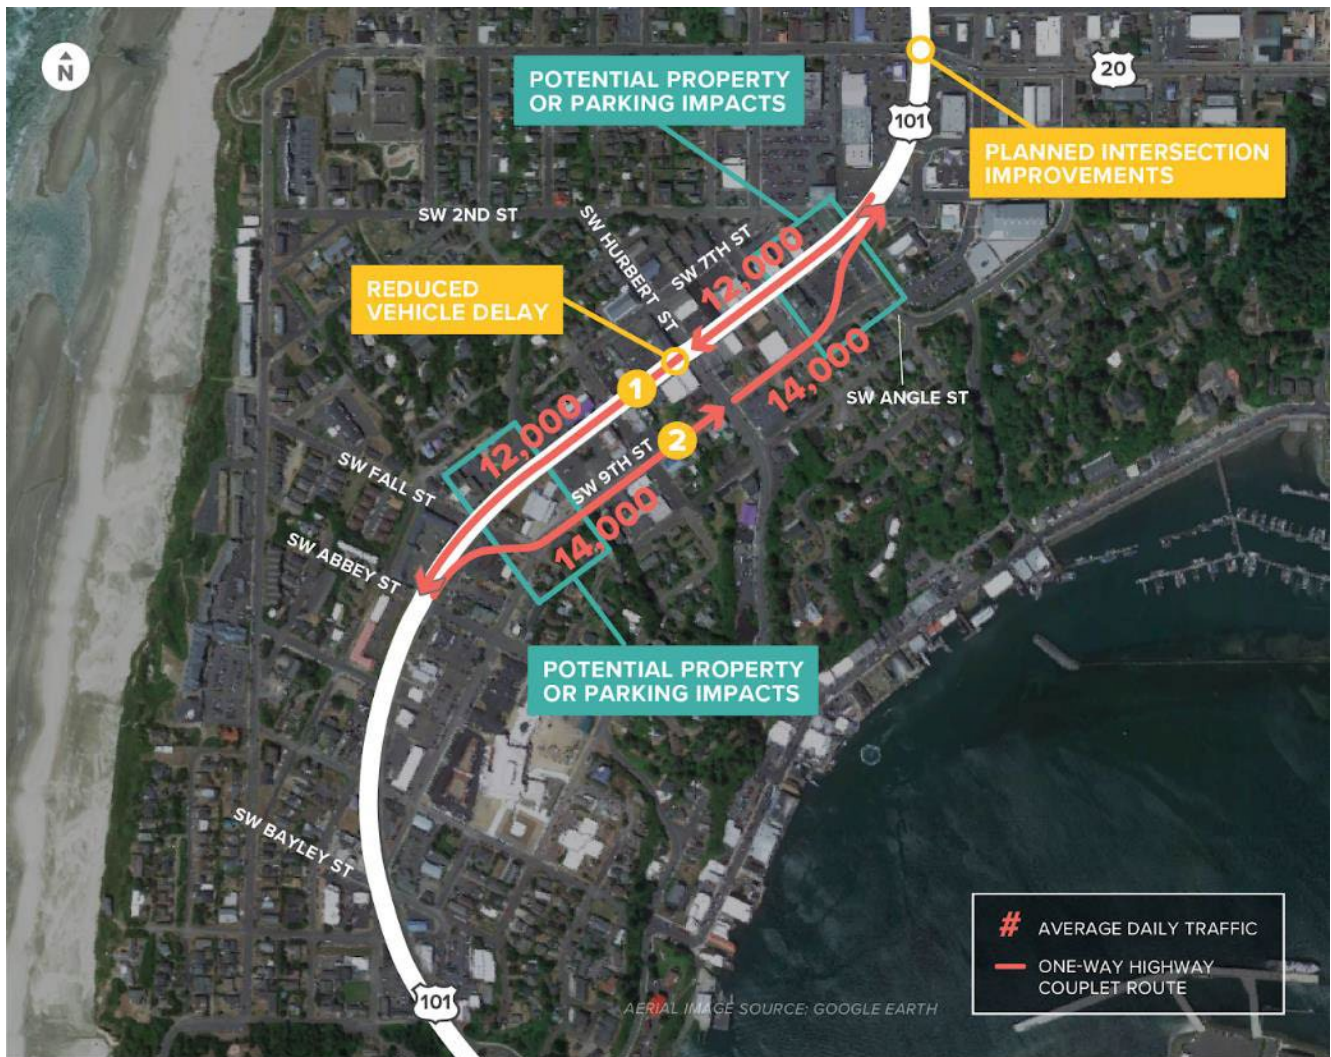 N
POTENTIAL PROPERTY
OR PARKING IMPACTS
20
101
PLANNED INTERSECTION
IMPROVEMENTS
SW 2ND ST
SW HURBERT ST
SW 7TH ST
12,000
REDUCED
VEHICLE DELAY
1
14,000
SW ANGLE ST
12,000
2
SW 9TH ST
SW FALL ST
14,000
SW ABBEY ST
POTENTIAL PROPERTY
OR PARKING IMPACTS
SW BAYLEY ST
# AVERAGE DAILY TRAFFIC
ONE-WAY HIGHWAY
COUPLET ROUTE
101
AERIAL IMAGE SOURCE: GOOGLE EARTH